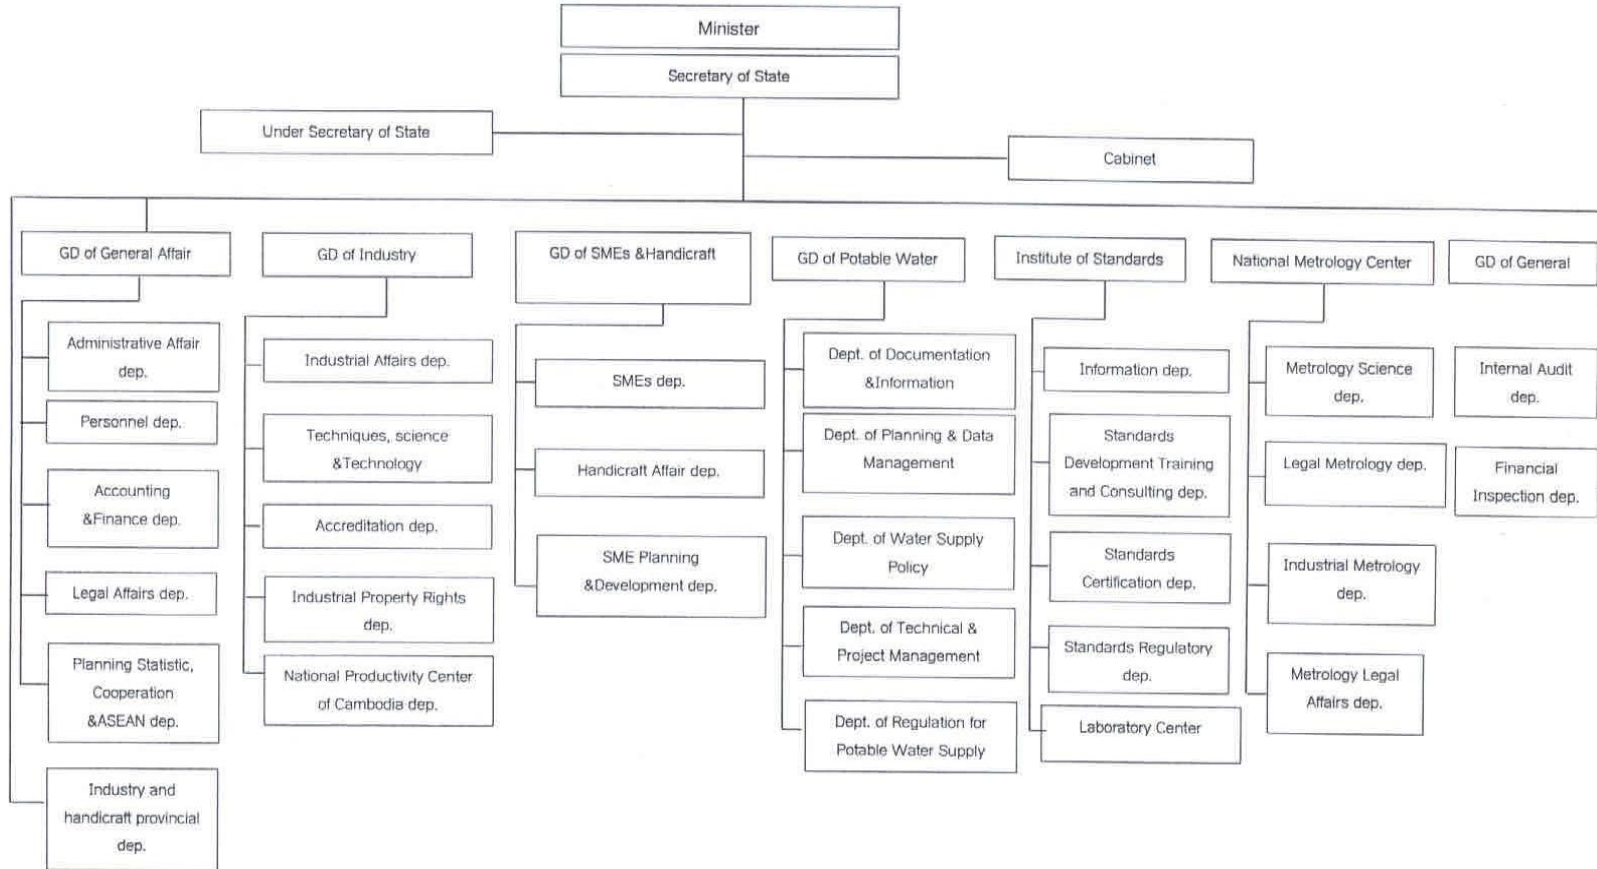 Minister
Secretary of State
Under Secretary of State
Cabinet
GD of General Affair
Administrative Affair
dep.
Personnel dep.
Accounting
&Finance dep.
Legal Affairs dep.
Planning Statistic,
Cooperation
&ASEAN dep.
Industry and
handicraft provincial
dep.
GD of Industry
Industrial Affairs dep.
Techniques, science
&Technology
Accreditation dep.
Industrial Property Rights
dep.
National Productivity Center
of Cambodia dep.
GD of SMEs &Handicraft
SMEs dep.
Handicraft Affair dep.
SME Planning
&Development dep.
GD of Potable Water
Dept. of Documentation
&Information
Dept. of Planning & Data
Management
Dept. of Water Supply
Policy
Dept. of Technical &
Project Management
Dept. of Regulation for
Potable Water Supply
Institute of Standards
Information dep.
Standards
Development Training
and Consulting dep.
Standards
Certification dep.
Standards Regulatory
dep.
Laboratory Center
National Metrology Center
Metrology Science
dep.
Legal Metrology dep.
Industrial Metrology
dep.
Metrology Legal
Affairs dep.
GD of General
Internal Audit
dep.
Financial
Inspection dep.